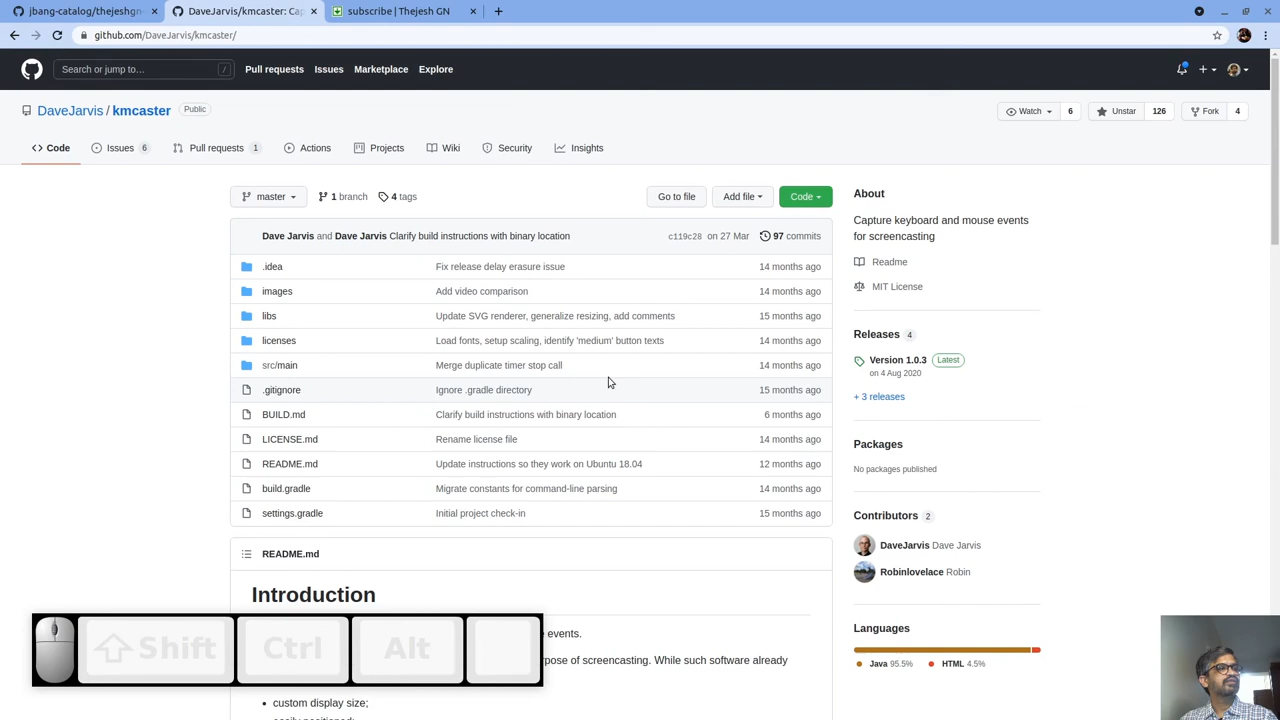 jbang-catalog/thejeshgn
DaveJarvis/kmcaster: Cap
subscribe | Thejesh GN
github.com/DaveJarvis/kmcaster/
Search or jump to…
/
Pull requests
Issues
Marketplace
Explore
DaveJarvis / kmcaster
Public
Watch
6
Unstar
126
Fork
4
Code
Issues 6
Pull requests 1
Actions
Projects
Wiki
Security
Insights
master
1 branch
4 tags
Go to file
Add file
Code
Dave Jarvis and Dave Jarvis Clarify build instructions with binary location
c119c28 on 27 Mar
97 commits
.idea Fix release delay erasure issue 14 months ago
images Add video comparison 14 months ago
libs Update SVG renderer, generalize resizing, add comments 15 months ago
licenses Load fonts, setup scaling, identify 'medium' button texts 14 months ago
src/main Merge duplicate timer stop call 14 months ago
.gitignore Ignore .gradle directory 15 months ago
BUILD.md Clarify build instructions with binary location 6 months ago
LICENSE.md Rename license file 14 months ago
README.md Update instructions so they work on Ubuntu 18.04 12 months ago
build.gradle Migrate constants for command-line parsing 14 months ago
settings.gradle Initial project check-in 15 months ago
README.md
Introduction
e events.
pose of screencasting. While such software already
custom display size;
easily positioned;
Shift
Ctrl
Alt
About
Capture keyboard and mouse events
for screencasting
Readme
MIT License
Releases 4
Version 1.0.3 Latest
on 4 Aug 2020
+ 3 releases
Packages
No packages published
Contributors 2
DaveJarvis Dave Jarvis
Robinlovelace Robin
Languages
Java 95.5%
HTML 4.5%